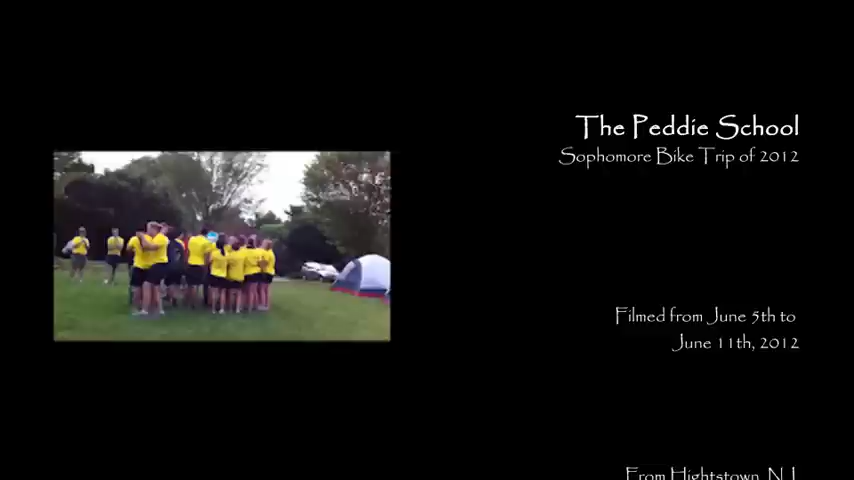 The Peddie School
Sophomore Bike Trip of 2012
Filmed from June 5th to
June 11th, 2012
From Hightstown, NJ